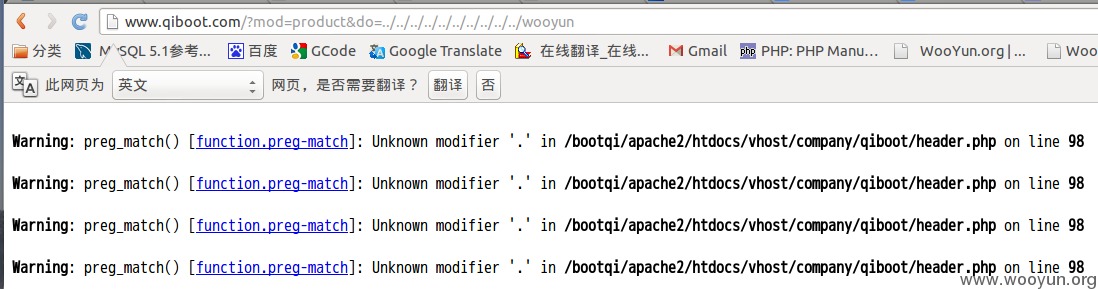 www.qiboot.com/?mod=product&do=../../../../../../../../../../wooyun
分类 MySQL 5.1参考... 百度 GCode Google Translate 在线翻译_在线... Gmail PHP: PHP Manu... WooYun.org |... Woo
此网页为 英文 网页，是否需要翻译？ 翻译 否
Warning: preg_match() [function.preg-match]: Unknown modifier '.' in /bootqi/apache2/htdocs/vhost/company/qiboot/header.php on line 98
Warning: preg_match() [function.preg-match]: Unknown modifier '.' in /bootqi/apache2/htdocs/vhost/company/qiboot/header.php on line 98
Warning: preg_match() [function.preg-match]: Unknown modifier '.' in /bootqi/apache2/htdocs/vhost/company/qiboot/header.php on line 98
Warning: preg_match() [function.preg-match]: Unknown modifier '.' in /bootqi/apache2/htdocs/vhost/company/qiboot/header.php on line 98
www.wooyun.org